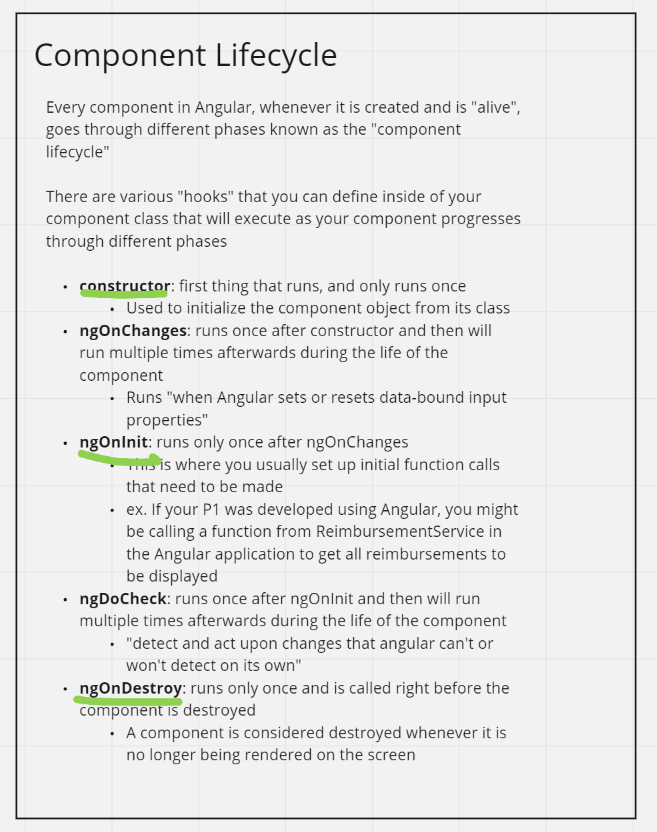 Component Lifecycle
Every component in Angular, whenever it is created and is "alive",
goes through different phases known as the "component
lifecycle"
There are various "hooks" that you can define inside of your
component class that will execute as your component progresses
through different phases
• constructor: first thing that runs, and only runs once
• Used to initialize the component object from its class
• ngOnChanges: runs once after constructor and then will
run multiple times afterwards during the life of the
component
• Runs "when Angular sets or resets data-bound input
properties"
• ngOnInit: runs only once after ngOnChanges
• This is where you usually set up initial function calls
that need to be made
• ex. If your P1 was developed using Angular, you might
be calling a function from ReimbursementService in
the Angular application to get all reimbursements to
be displayed
• ngDoCheck: runs once after ngOnInit and then will run
multiple times afterwards during the life of the component
• "detect and act upon changes that angular can't or
won't detect on its own"
• ngOnDestroy: runs only once and is called right before the
component is destroyed
• A component is considered destroyed whenever it is
no longer being rendered on the screen